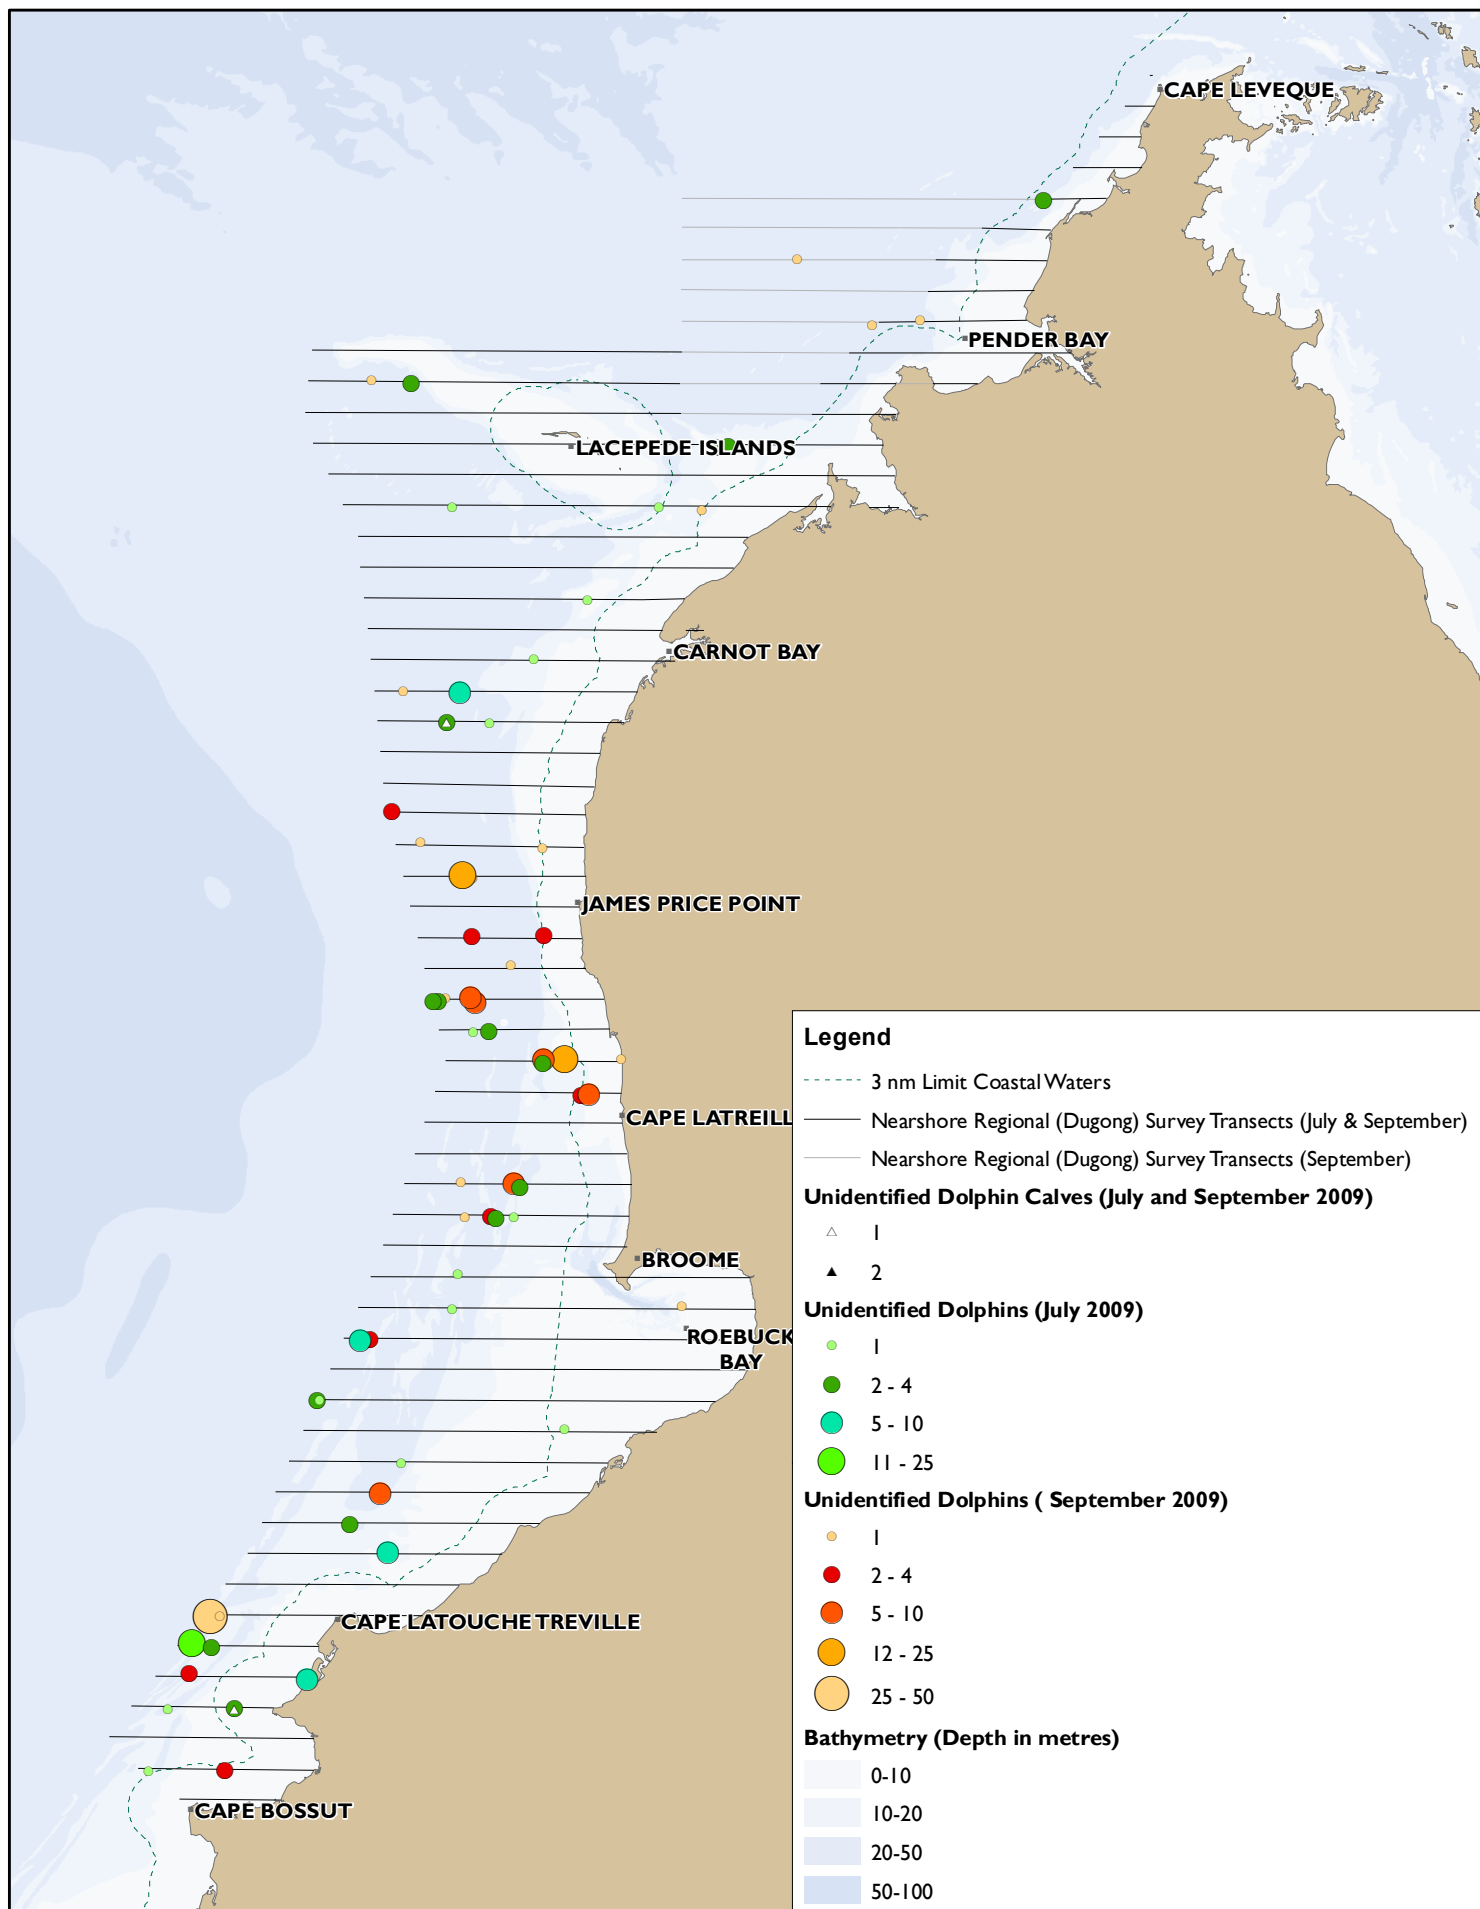 CAPE LEVEQUE
PENDER BAY
LACEPEDE ISLANDS
CARNOT BAY
JAMES PRICE POINT
CAPE LATREILL
BROOME
ROEBUCK
BAY
CAPE LATOUCHE TREVILLE
CAPE BOSSUT
Legend
3 nm Limit Coastal Waters
Nearshore Regional (Dugong) Survey Transects (July & September)
Nearshore Regional (Dugong) Survey Transects (September)
Unidentified Dolphin Calves (July and September 2009)
1
2
Unidentified Dolphins (July 2009)
1
2 - 4
5 - 10
11 - 25
Unidentified Dolphins ( September 2009)
1
2 - 4
5 - 10
12 - 25
25 - 50
Bathymetry (Depth in metres)
0-10
10-20
20-50
50-100